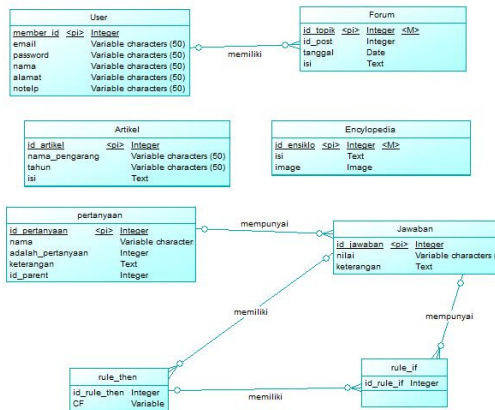 User
member_id <pi> Integer
email Variable characters (50)
password Variable characters (50)
nama Variable characters (50)
alamat Variable characters (50)
notelp Variable characters (50)
memiliki
Forum
id_topik <pi> Integer <M>
id_post Integer
tanggal Date
isi Text
Artikel
id_artikel <pi> Integer
nama_pengarang Variable characters (50)
tahun Variable characters (50)
isi Text
Encylopedia
id_ensiklo <pi> Integer <M>
isi Text
image Image
pertanyaan
id_pertanyaan <pi> Integer
nama Variable character
adalah_pertanyaan Integer
keterangan Text
id_parent Integer
mempunyai
Jawaban
id_jawaban <pi> Integer
nilai Variable characters (
keterangan Text
memiliki
mempunyai
rule_then
id_rule_then Integer
CF Variable
memiliki
rule_if
id_rule_if Integer